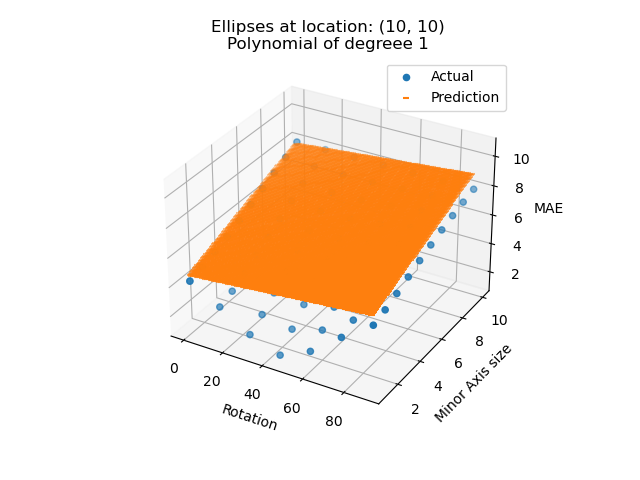 Ellipses at location: (10, 10)
Polynomial of degreee 1
Actual
Prediction
10
8
6
4
2
MAE
10
8
6
4
2
Minor Axis size
0
20
40
60
80
Rotation